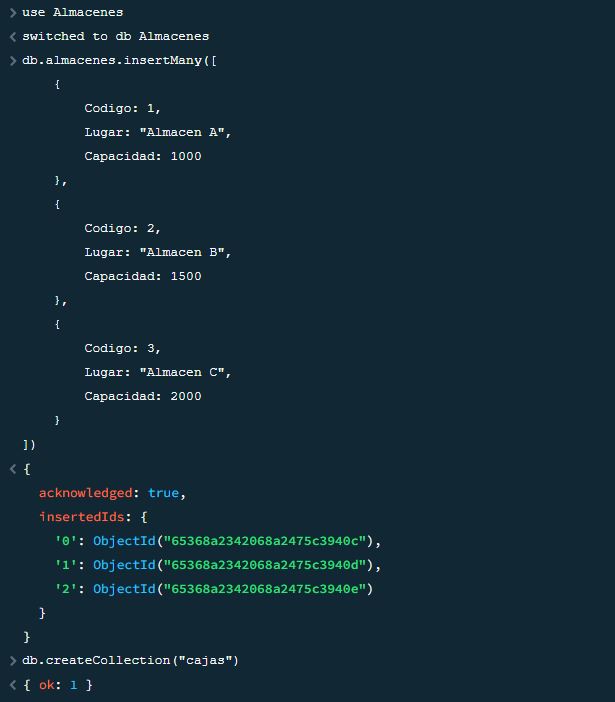 > use Almacenes
< switched to db Almacenes
> db.almacenes.insertMany([
    {
        Codigo: 1,
        Lugar: "Almacen A",
        Capacidad: 1000
    },
    {
        Codigo: 2,
        Lugar: "Almacen B",
        Capacidad: 1500
    },
    {
        Codigo: 3,
        Lugar: "Almacen C",
        Capacidad: 2000
    }
])
< {
  acknowledged: true,
  insertedIds: {
    '0': ObjectId("65368a2342068a2475c3940c"),
    '1': ObjectId("65368a2342068a2475c3940d"),
    '2': ObjectId("65368a2342068a2475c3940e")
  }
}
> db.createCollection("cajas")
< { ok: 1 }